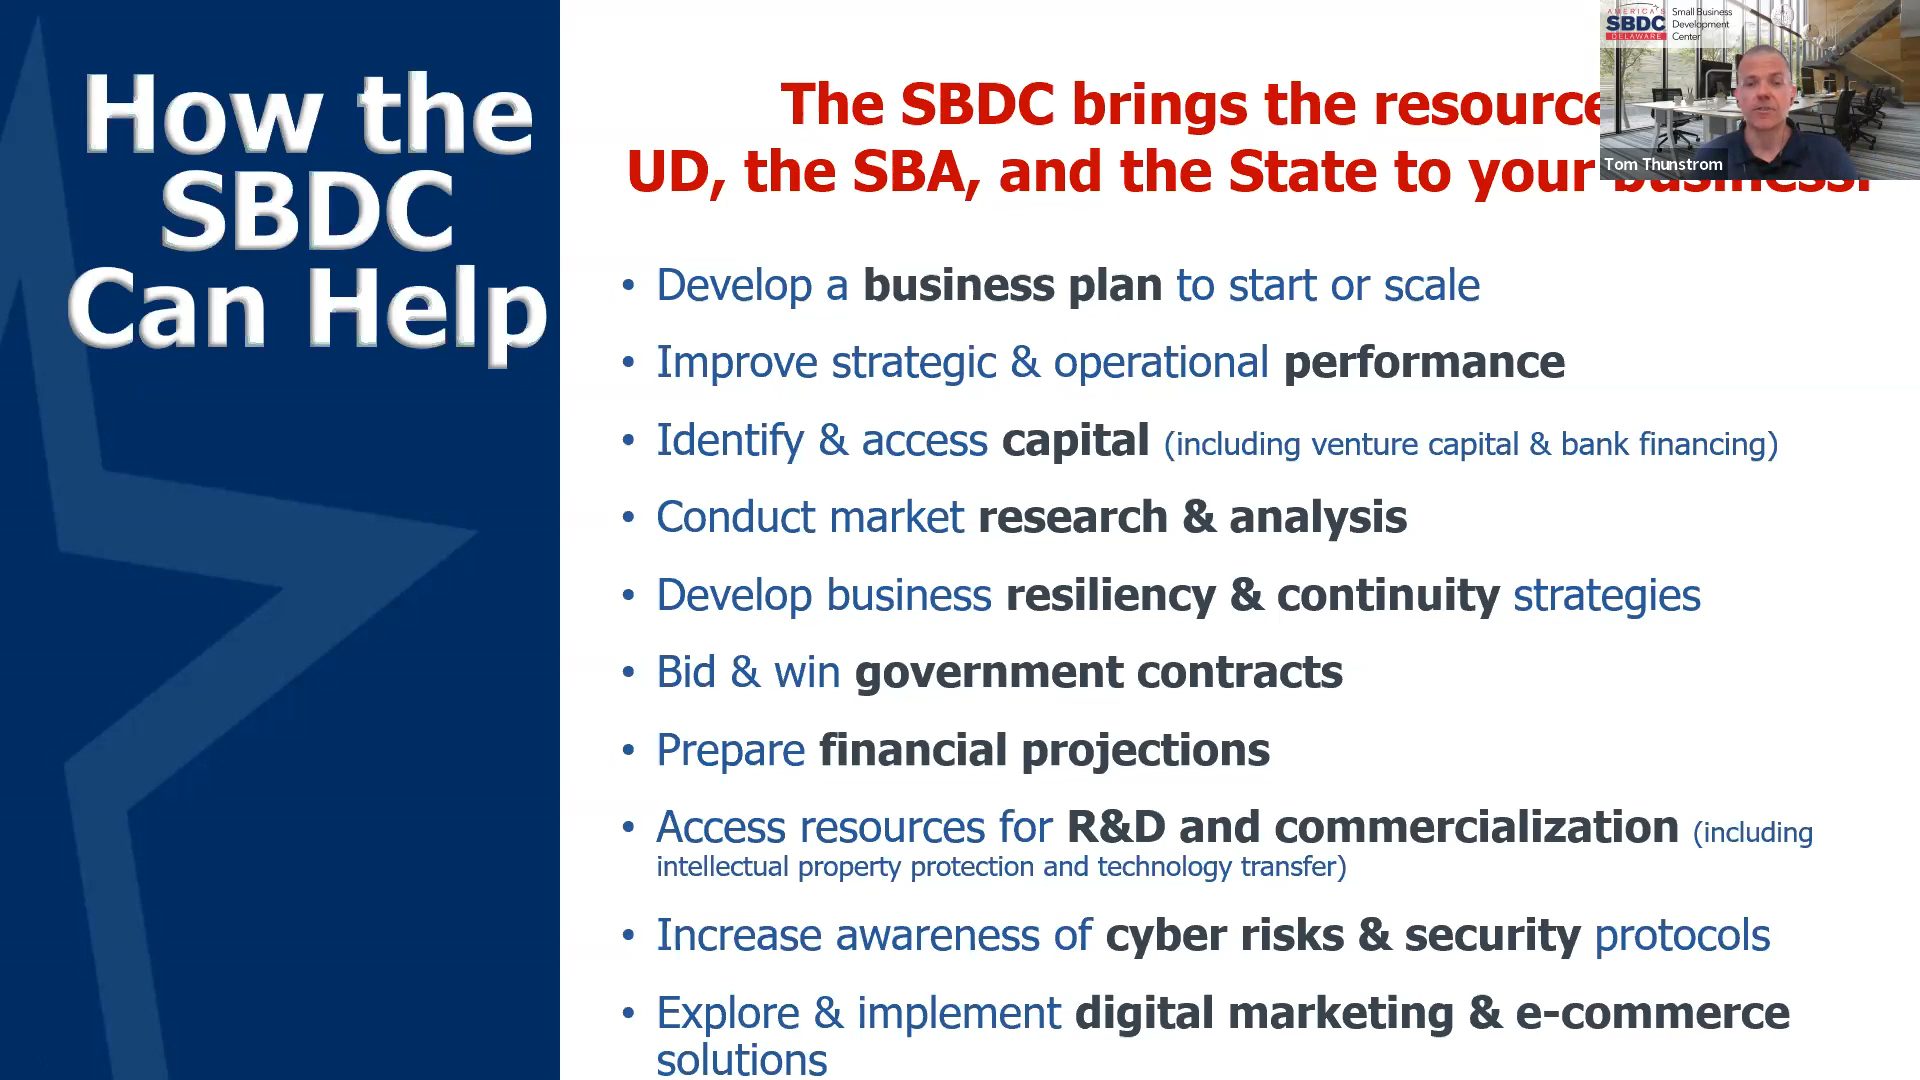 How the
SBDC
Can Help
The SBDC brings the
UD, the SBA, and the State to your
• Develop a business plan to start or scale
• Improve strategic & operational performance
• Identify & access capital (including venture capital & bank financing)
• Conduct market research & analysis
• Develop business resiliency & continuity strategies
• Bid & win government contracts
• Prepare financial projections
• Access resources for R&D and commercialization (including
intellectual property protection and technology transfer)
• Increase awareness of cyber risks & security protocols
• Explore & implement digital marketing & e-commerce
solutions
AMERICA'S
SBDC
DELAWARE
Small Business
Development
Center
Tom Thunstrom